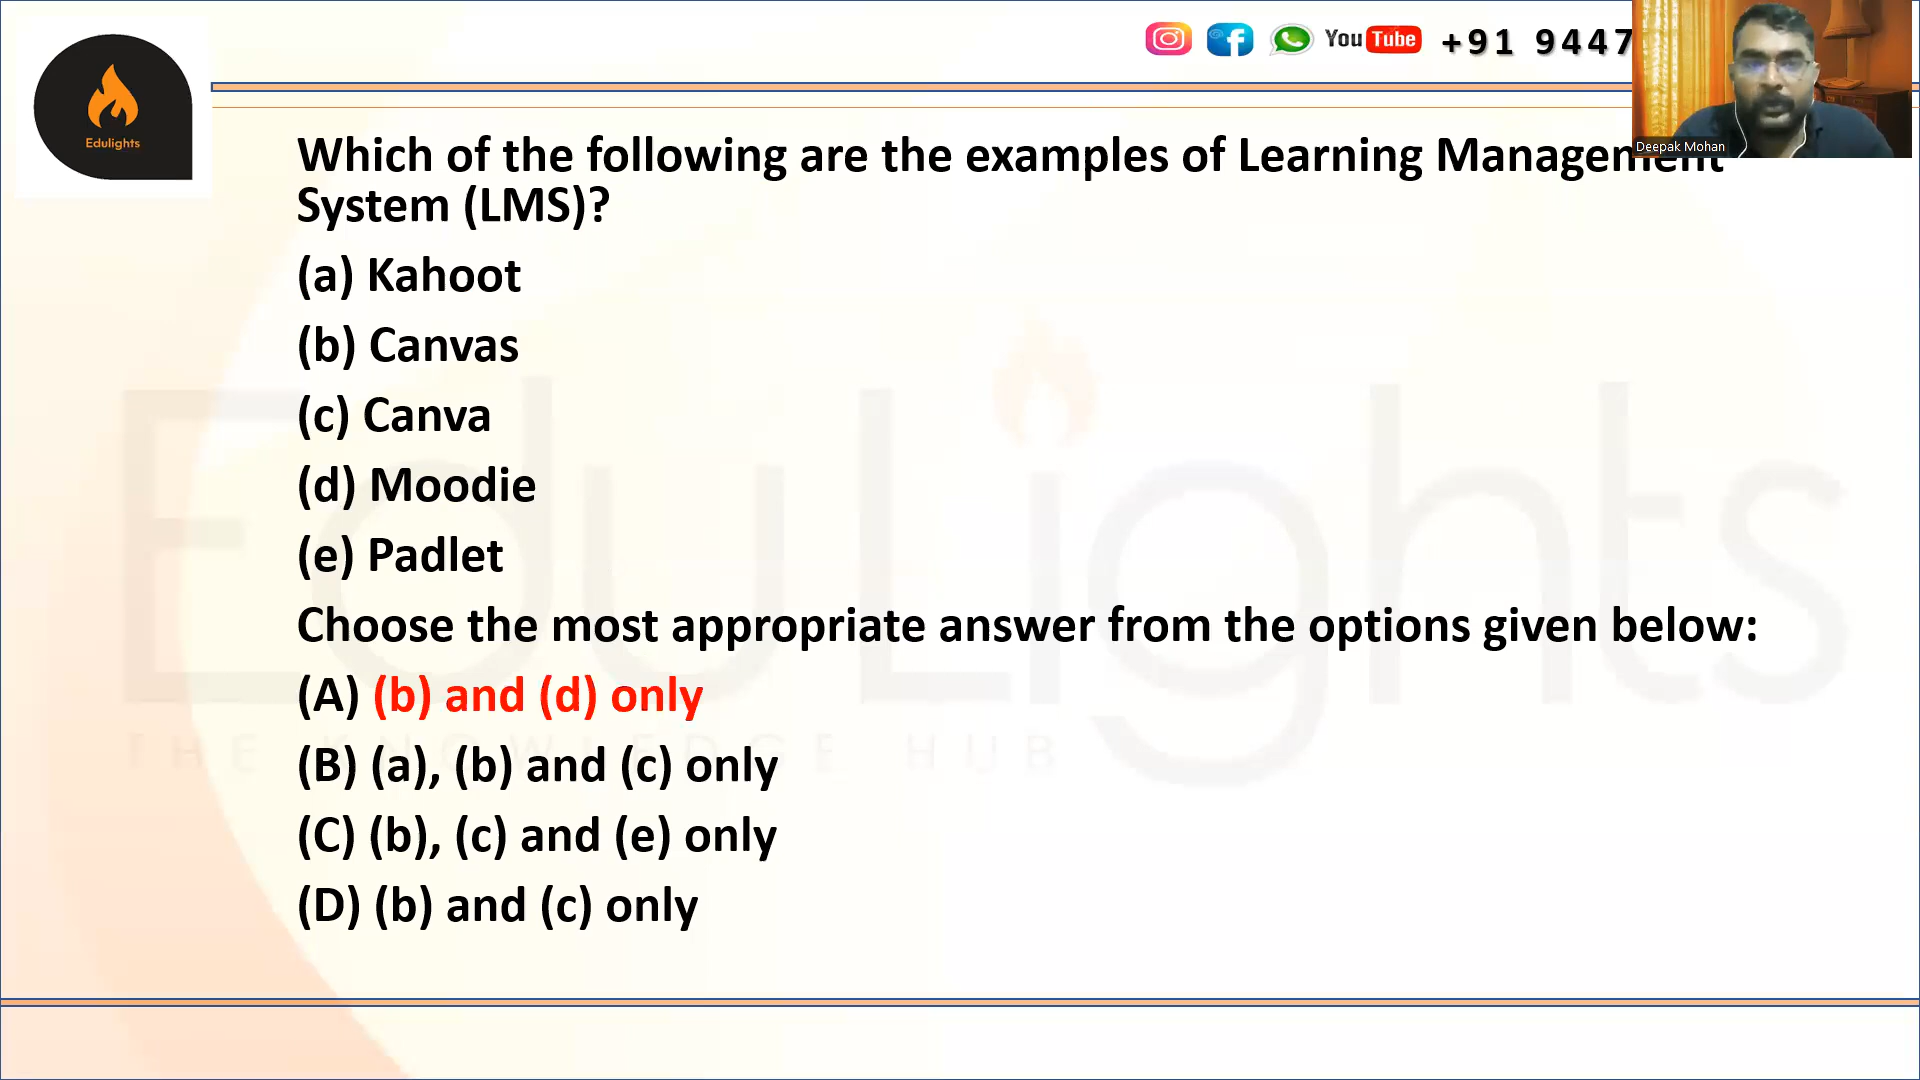 You Tube +91 9447
Edulights
Deepak Mohan
Which of the following are the examples of Learning Management
System (LMS)?
(a) Kahoot
(b) Canvas
(c) Canva
(d) Moodie
(e) Padlet
Choose the most appropriate answer from the options given below:
(A) (b) and (d) only
(B) (a), (b) and (c) only
(C) (b), (c) and (e) only
(D) (b) and (c) only
EduLights
THE KNOWLEDGE HUB